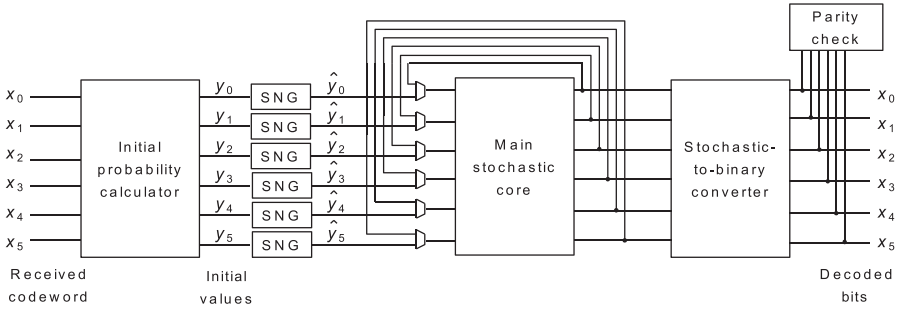 Parity
check
x0
y0
SNG
ŷ0
x0
x1
y1
SNG
ŷ1
x1
x2
y2
SNG
ŷ2
x2
x3
y3
SNG
ŷ3
x3
x4
y4
SNG
ŷ4
x4
x5
y5
SNG
ŷ5
x5
Initial
probability
calculator
Main
stochastic
core
Stochastic-
to-binary
converter
Received
codeword
Initial
values
Decoded
bits